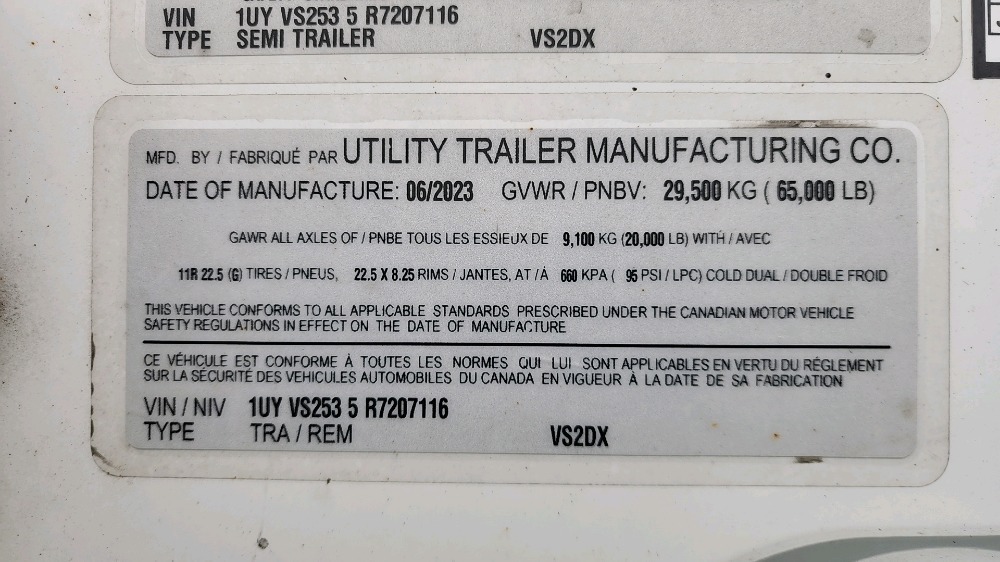 VIN 1UY VS253 5 R7207116
TYPE SEMI TRAILER VS2DX
MFD. BY / FABRIQUÉ PAR UTILITY TRAILER MANUFACTURING CO.
DATE OF MANUFACTURE: 06/2023 GVWR / PNBV: 29,500 KG ( 65,000 LB)
GAWR ALL AXLES OF / PNBE TOUS LES ESSIEUX DE 9,100 KG (20,000 LB) WITH / AVEC
11R 22.5 (G) TIRES / PNEUS, 22.5 X 8.25 RIMS / JANTES, AT / À 660 KPA ( 95 PSI / LPC) COLD DUAL / DOUBLE FROID
THIS VEHICLE CONFORMS TO ALL APPLICABLE STANDARDS PRESCRIBED UNDER THE CANADIAN MOTOR VEHICLE
SAFETY REGULATIONS IN EFFECT ON THE DATE OF MANUFACTURE
CE VÉHICULE EST CONFORME À TOUTES LES NORMES QUI LUI SONT APPLICABLES EN VERTU DU RÉGLEMENT
SUR LA SÉCURITÉ DES VEHICULES AUTOMOBILES DU CANADA EN VIGUEUR À LA DATE DE SA FABRICATION
VIN / NIV 1UY VS253 5 R7207116
TYPE TRA / REM VS2DX